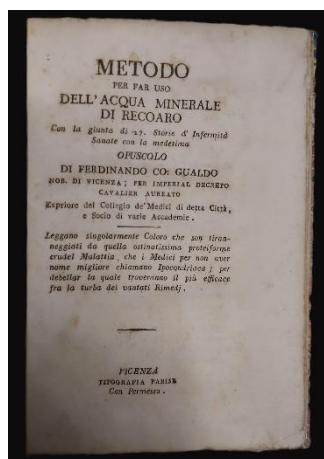 METODO
PER FAR USO
DELL'ACQUA MINERALE
DI RECOARO
Con la giunta di 27. Storie d' Infermità
Sanate con la medesima
OPUSCOLO
DI FERDINANDO CO: GUALDO
NOB. DI VICENZA; PER IMPERIAL DECRETO
CAVALIER AUREATO
Expriore del Collegio de' Medici di detta Città,
e Socio di varie Accademie.
Leggano singolarmente Coloro che son tiran-
neggiati da quella ostinatissima proteiforme
crudel Malattia, che i Medici per non aver
nome migliore chiamano Ipocondriaca; per
debellar la quale troveranno il più efficace
fra la turba dei vantati Rimedj.
VICENZA
TIPOGRAFIA PARISE
Con Permesso.